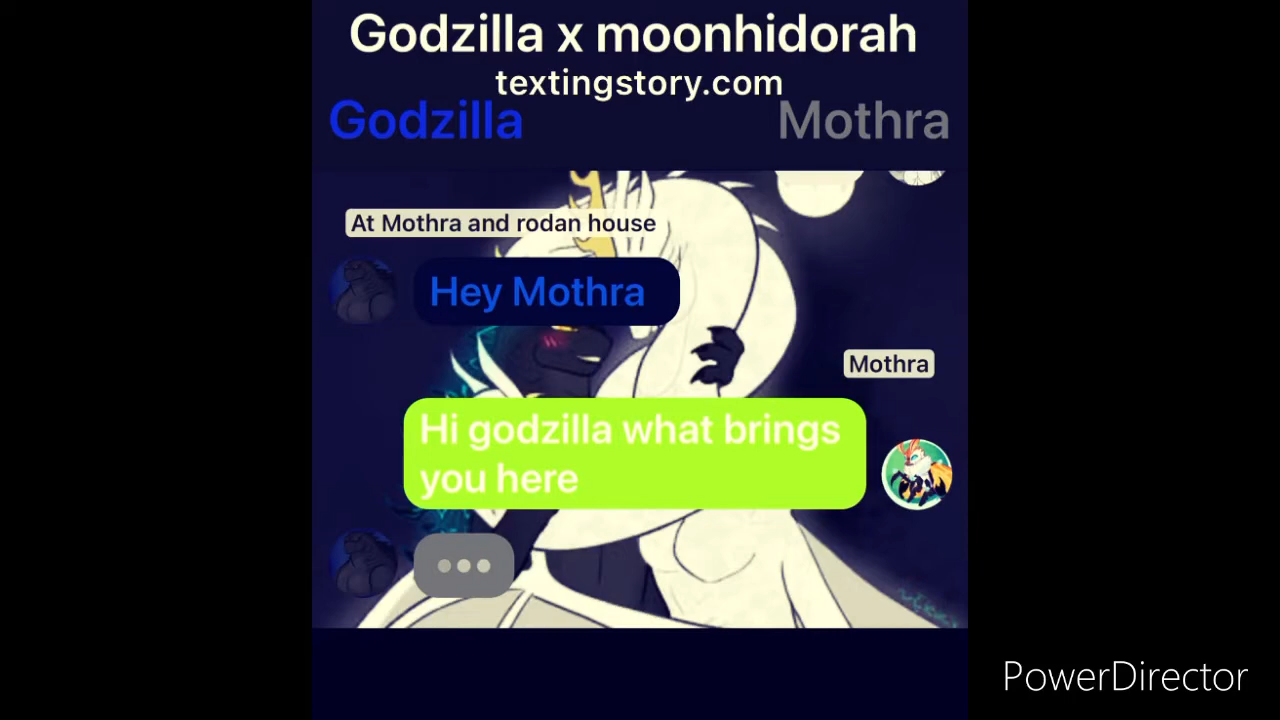 Godzilla x moonhidorah
textingstory.com
Godzilla
Mothra
At Mothra and rodan house
Hey Mothra
Mothra
Hi godzilla what brings
you here
PowerDirector